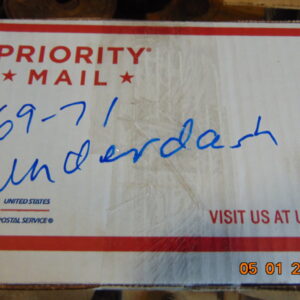 PRIORITY®
★ MAIL ★
69-71
underdash
UNITED STATES
POSTAL SERVICE®
VISIT US AT U
05 01 2